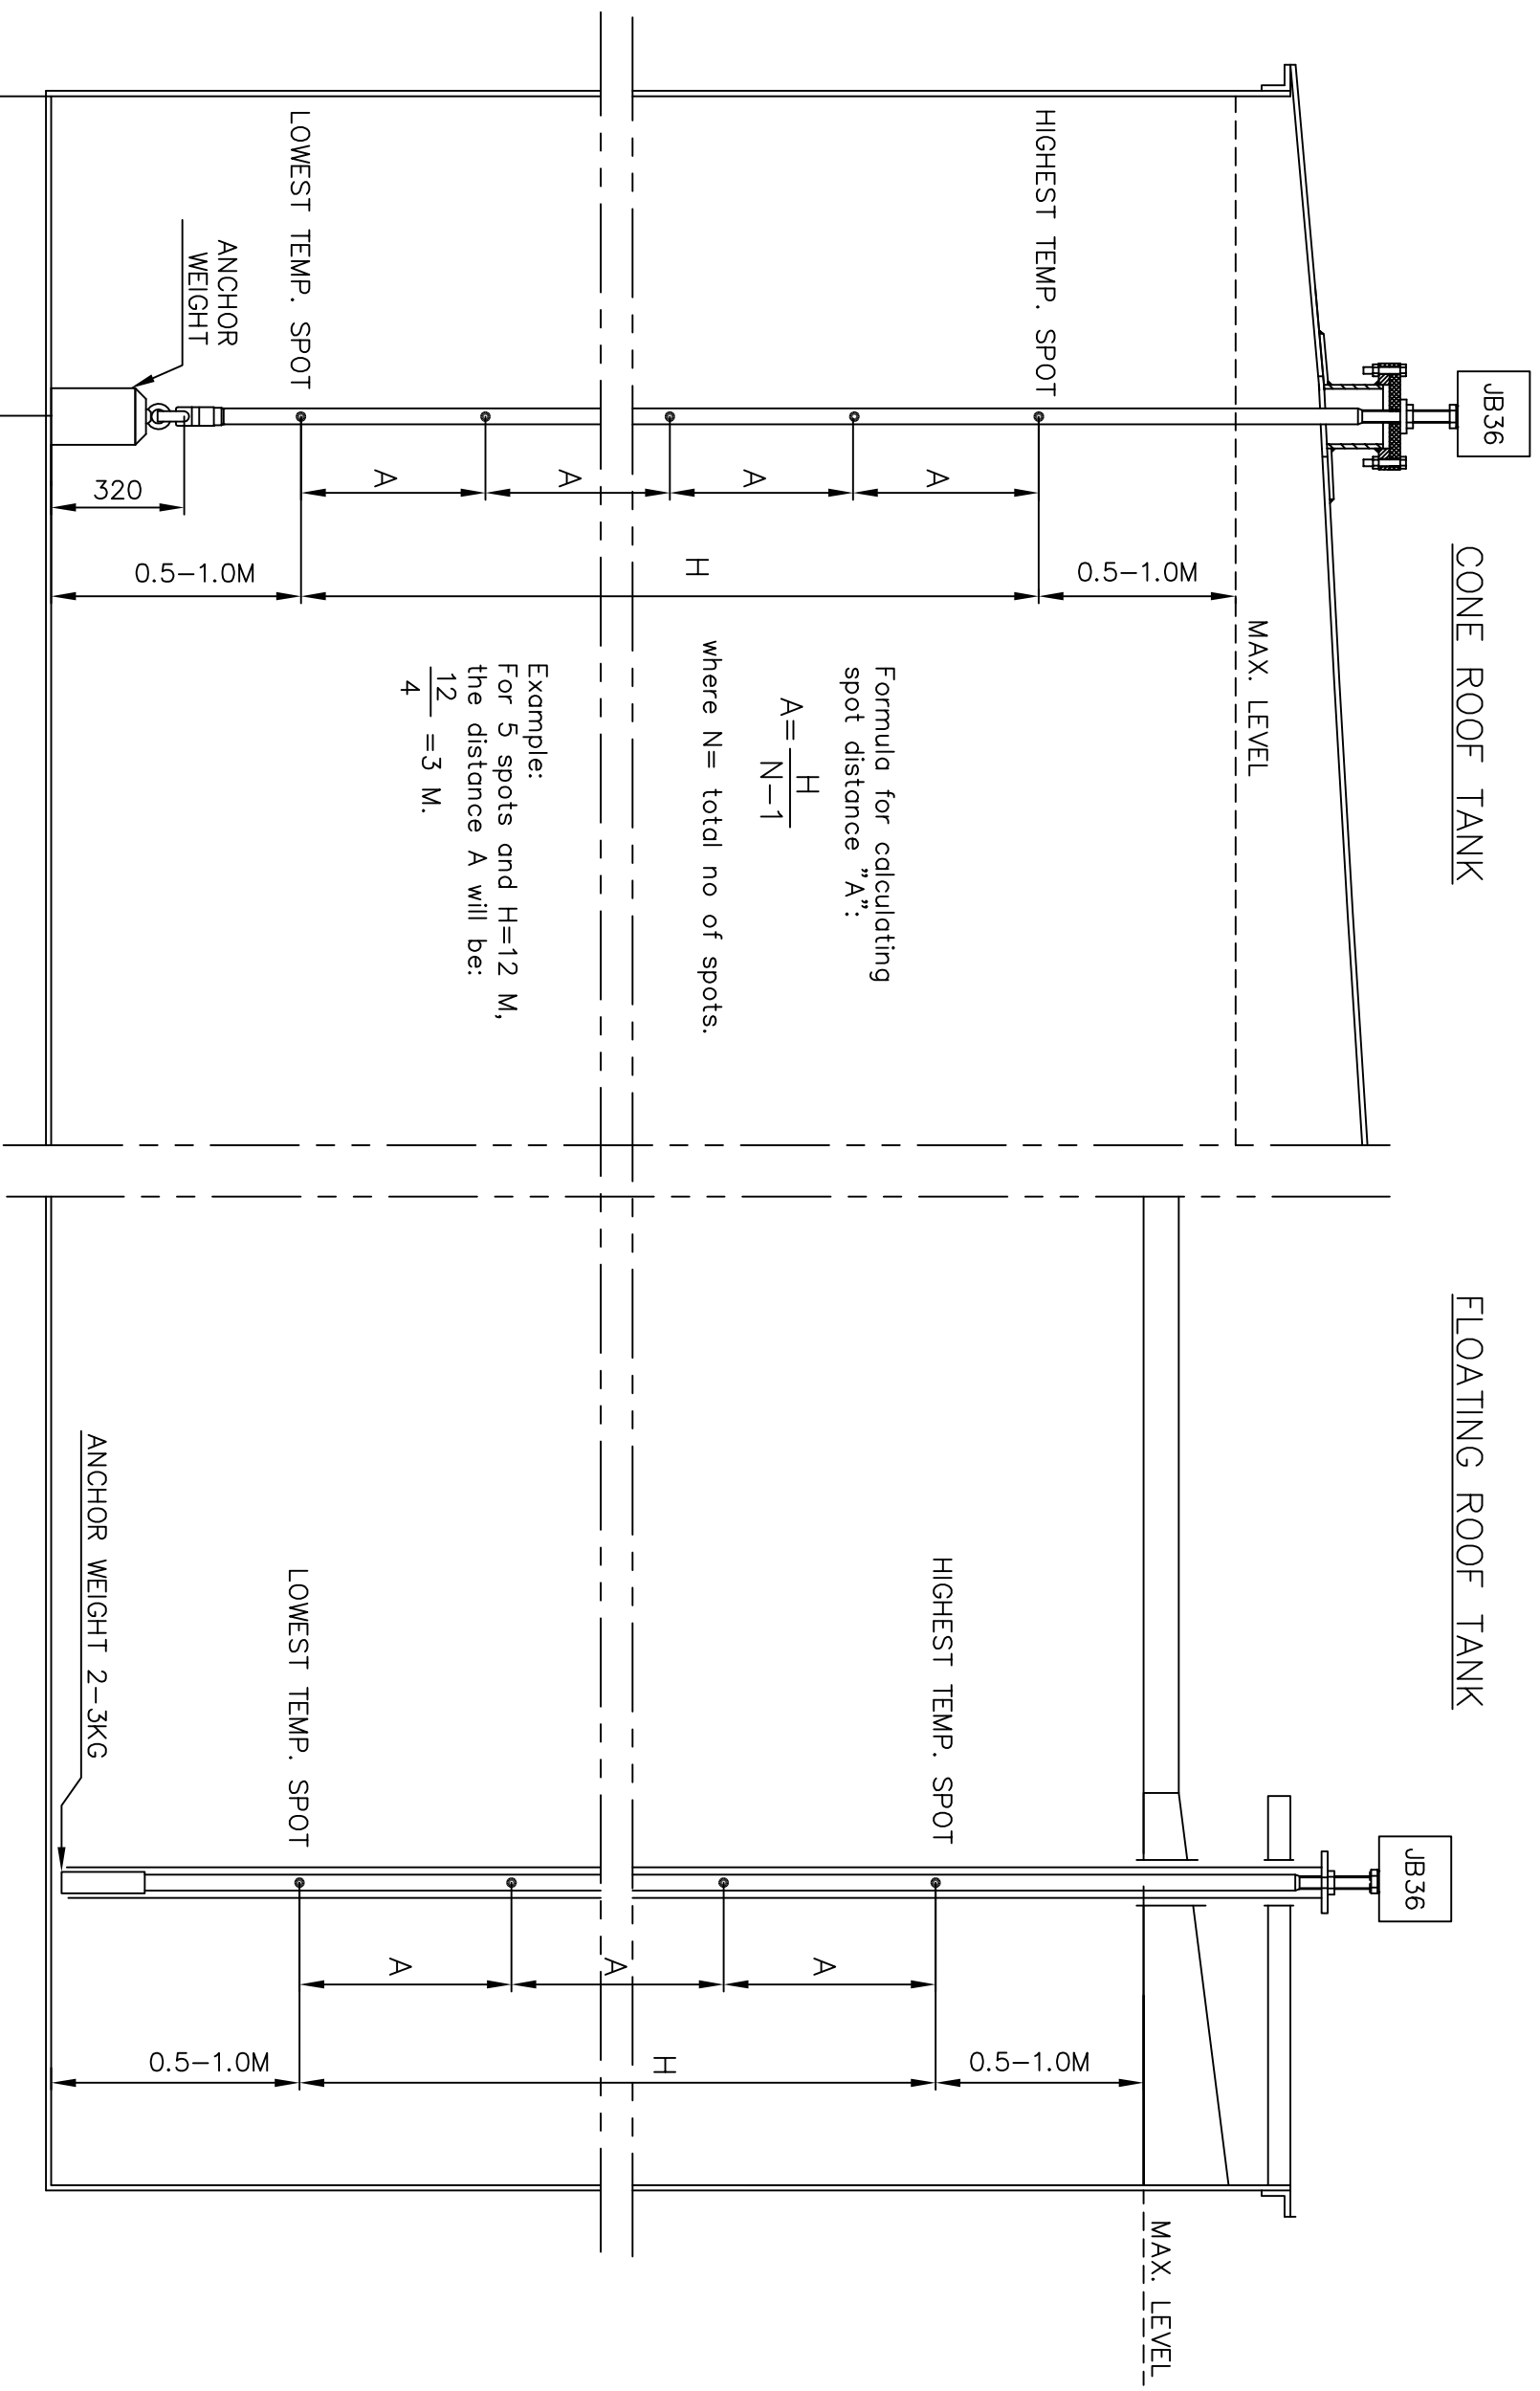 CONE ROOF TANK
JB36
MAX. LEVEL
HIGHEST TEMP. SPOT
0.5-1.0M
A
A
A
A
H
Formula for calculating
spot distance "A":
A= H
N-1
where N= total no of spots.
Example:
For 5 spots and H=12 M,
the distance A will be:
12
4 =3 M.
LOWEST TEMP. SPOT
ANCHOR
WEIGHT
320
0.5-1.0M
FLOATING ROOF TANK
JB36
MAX. LEVEL
HIGHEST TEMP. SPOT
0.5-1.0M
A
A
A
H
LOWEST TEMP. SPOT
0.5-1.0M
ANCHOR WEIGHT 2-3KG